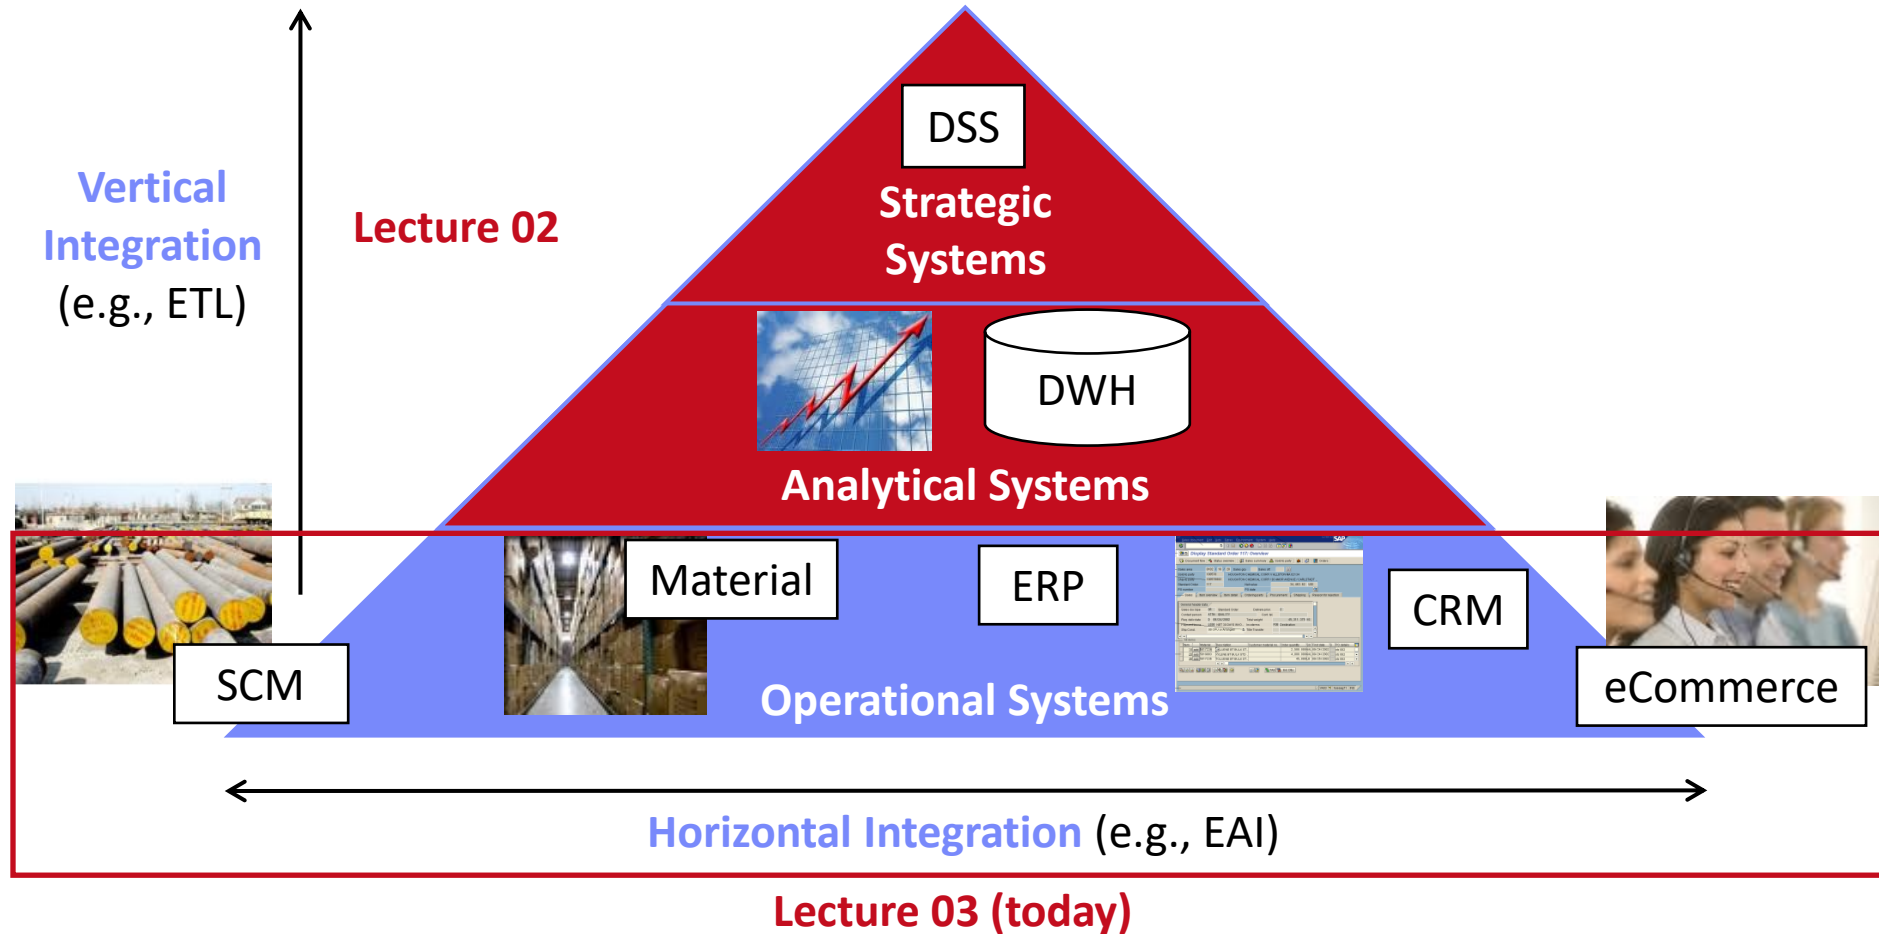 DSS
Strategic
Systems
Vertical
Integration
(e.g., ETL)
Lecture 02
DWH
Analytical Systems
Material
ERP
SAP
CRM
SCM
Operational Systems
eCommerce
Horizontal Integration (e.g., EAI)
Lecture 03 (today)